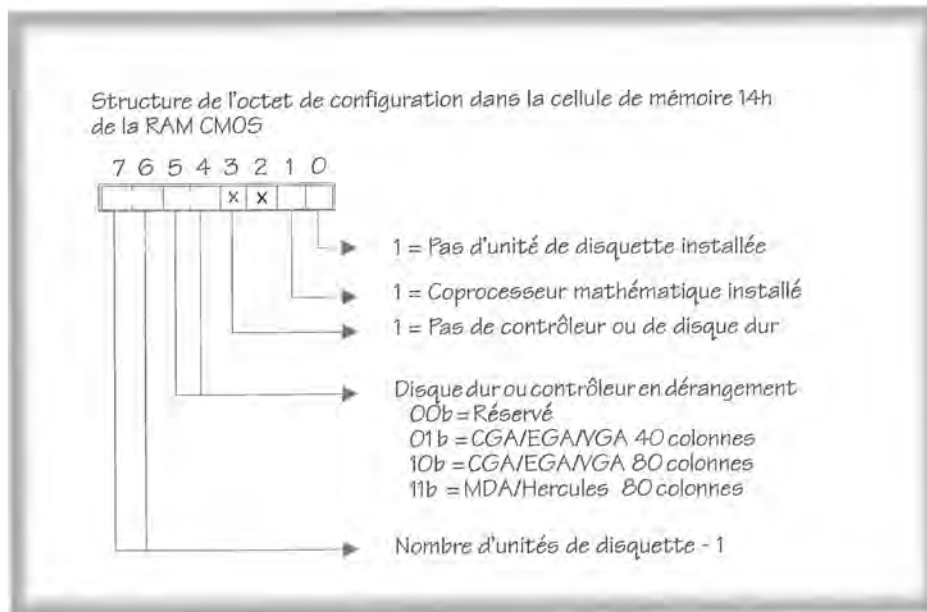 Structure de l'octet de configuration dans la cellule de mémoire 14h
de la RAM CMOS
7 6 5 4 3 2 1 0
x x
1 = Pas d'unité de disquette installée
1 = Coprocesseur mathématique installé
1 = Pas de contrôleur ou de disque dur
Disque dur ou contrôleur en dérangement
00b = Réservé
01b = CGA/EGA/VGA 40 colonnes
10b = CGA/EGA/VGA 80 colonnes
11b = MDA/Hercules 80 colonnes
Nombre d'unités de disquette - 1